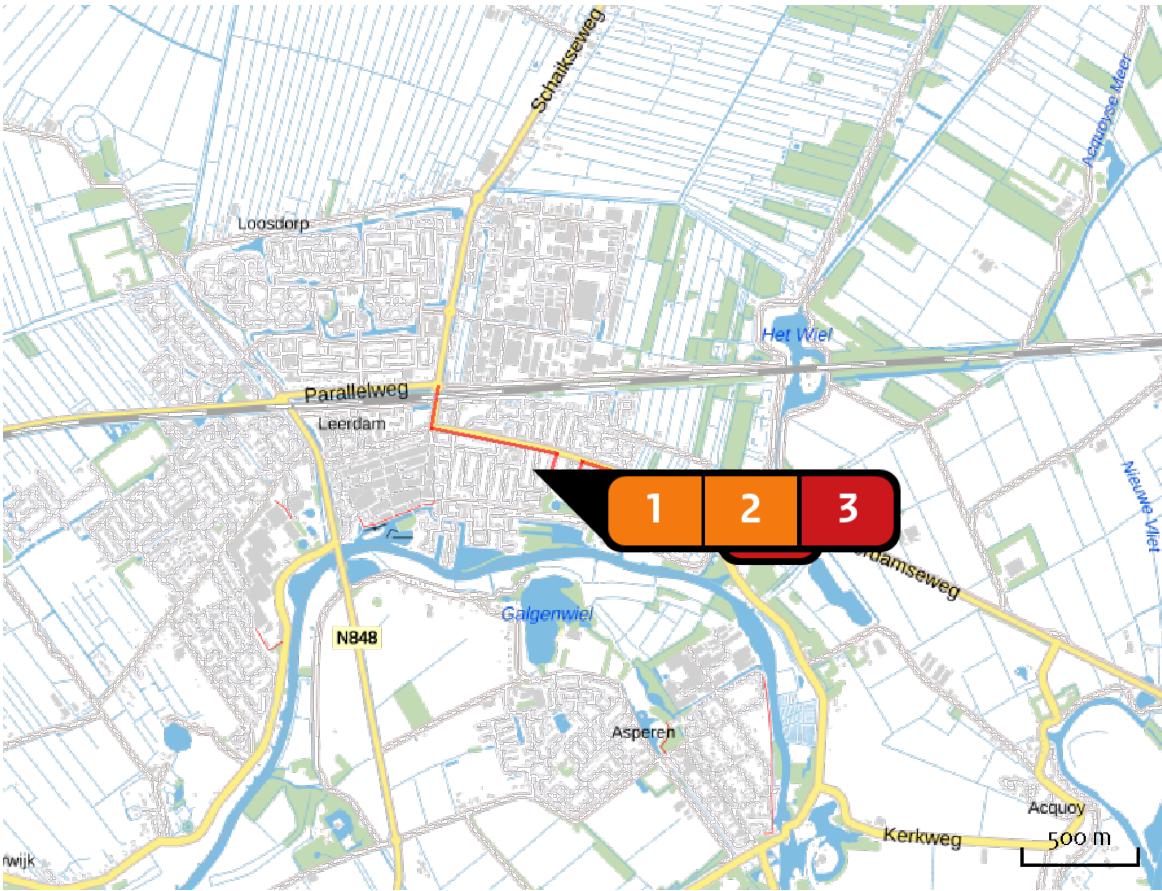 Schaikseweg
Acquoyse Meer
Loosdorp
Het Wiel
Parallelweg
Leerdam
Nieuwe-Vliet
1 2 3
erdamseweg
Galgenwiel
N848
Asperen
Acquoy
Kerkweg
500 m
rwijk